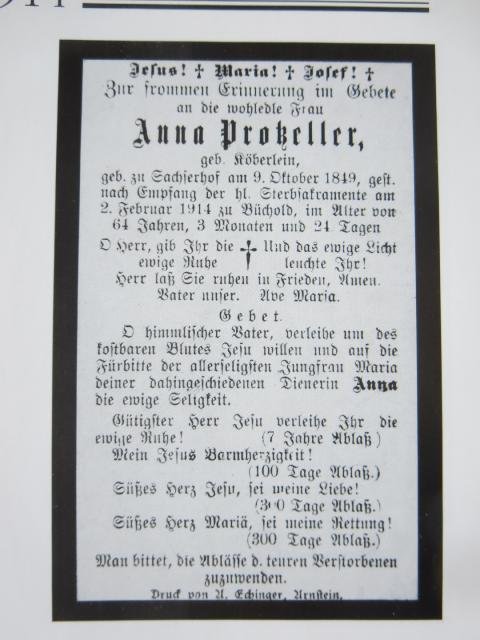 Jesus! ✝ Maria! ✝ Josef! ✝
Zur frommen Erinnerung im Gebete
an die wohledle Frau
Anna Protzeller,
geb. Köberlein,
geb. zu Sachserhof am 9. Oktober 1849, gest.
nach Empfang der hl. Sterbsakramente am
2. Februar 1914 zu Büchold, im Alter von
64 Jahren, 3 Monaten und 24 Tagen
O Herr, gib Ihr die ✝ Und das ewige Licht
ewige Ruhe leuchte Ihr!
Herr laß Sie ruhen in Frieden, Amen.
Vater unser. Ave Maria.
Gebet.
O himmlischer Vater, verleihe um des
kostbaren Blutes Jesu willen und auf die
Fürbitte der allerseligsten Jungfrau Maria
deiner dahingeschiedenen Dienerin Anna
die ewige Seligkeit.
Gütigster Herr Jesu verleihe Ihr die
ewige Ruhe! (7 Jahre Ablaß)
Mein Jesus Barmherzigkeit!
(100 Tage Ablaß.)
Süßes Herz Jesu, sei meine Liebe!
(300 Tage Ablaß.)
Süßes Herz Mariä, sei meine Rettung!
(300 Tage Ablaß.)
Man bittet, die Ablässe d. teuren Verstorbenen
zuzuwenden.
Druck von A. Echinger, Arnstein.